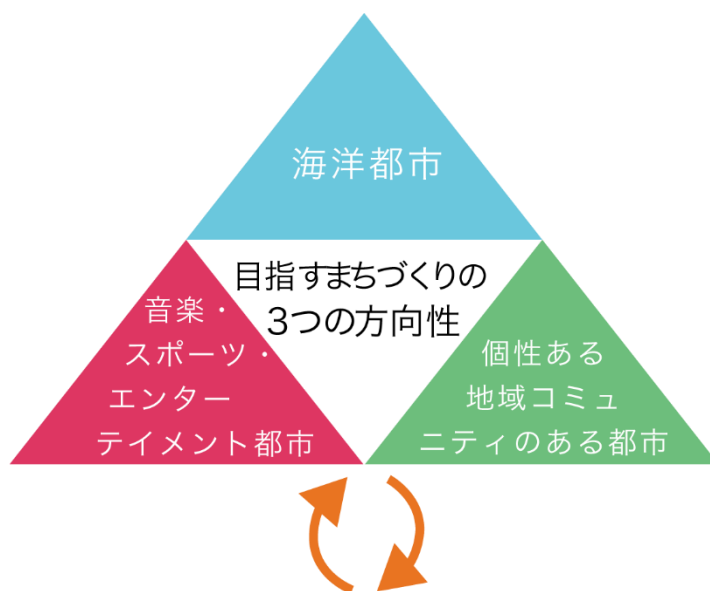 海洋都市
目指すまちづくりの
3つの方向性
音楽・
スポーツ・
エンター
テイメント都市
個性ある
地域コミュ
ニティのある都市